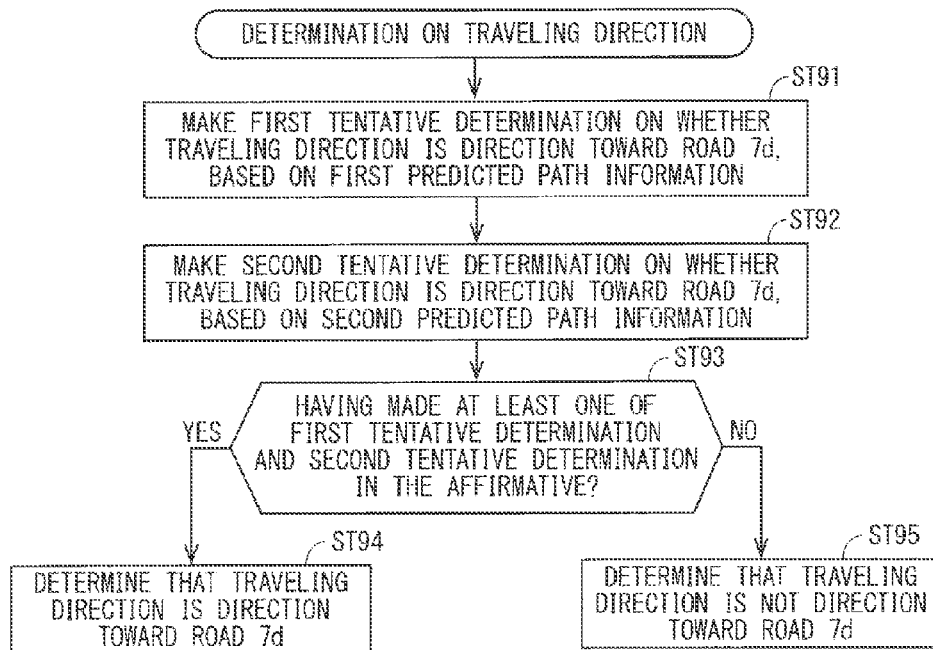 DETERMINATION ON TRAVELING DIRECTION
ST91
MAKE FIRST TENTATIVE DETERMINATION ON WHETHER
TRAVELING DIRECTION IS DIRECTION TOWARD ROAD 7d,
BASED ON FIRST PREDICTED PATH INFORMATION
ST92
MAKE SECOND TENTATIVE DETERMINATION ON WHETHER
TRAVELING DIRECTION IS DIRECTION TOWARD ROAD 7d,
BASED ON SECOND PREDICTED PATH INFORMATION
ST93
HAVING MADE AT LEAST ONE OF
FIRST TENTATIVE DETERMINATION
AND SECOND TENTATIVE DETERMINATION
IN THE AFFIRMATIVE?
YES
NO
ST94
DETERMINE THAT TRAVELING
DIRECTION IS DIRECTION
TOWARD ROAD 7d
ST95
DETERMINE THAT TRAVELING
DIRECTION IS NOT DIRECTION
TOWARD ROAD 7d